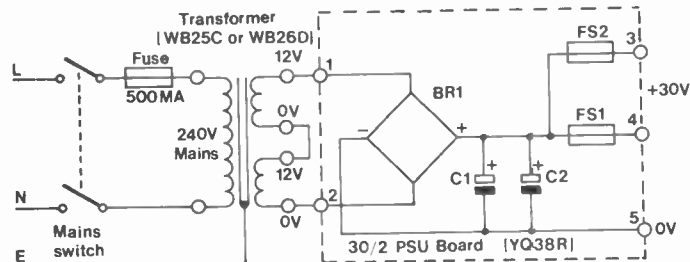 Transformer
[WB25C or WB26D]
L
Fuse
500MA
12V
1
FS2
3
+30V
BR1
0V
240V
Mains
-
+
FS1
4
12V
+
C1
+
C2
N
0V
2
Mains
switch
5
0V
30/2 PSU Board [YQ38R]
E